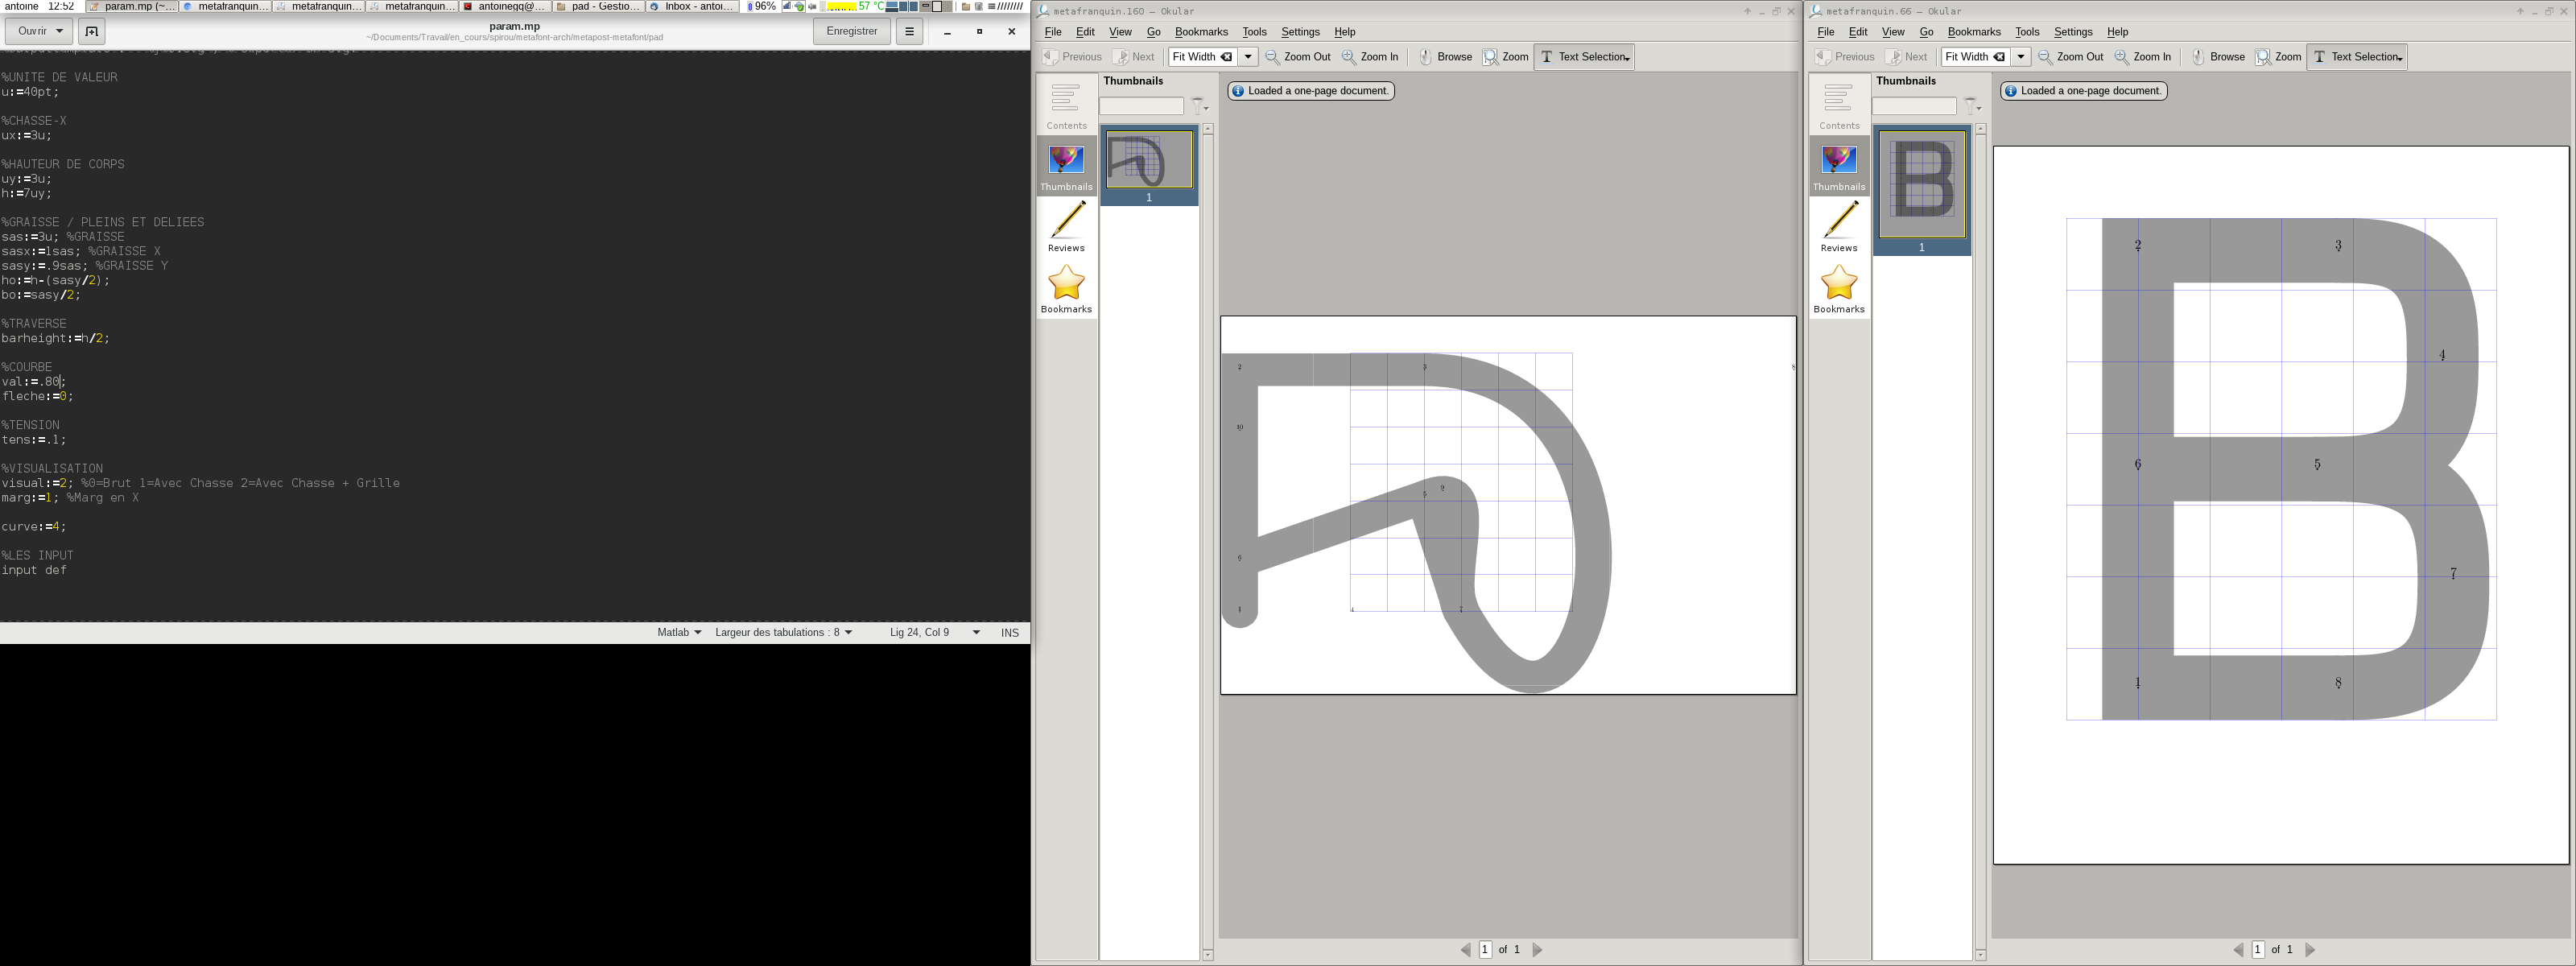 antoine 12:52 param.mp (~... metafranquin... metafranquin... metafranquin... antoinegg@... pad - Gestio... Inbox - antoi... 96% 57 °C
Ouvrir
param.mp
~/Documents/Travail/en_cours/spirou/metafont-arch/metapost-metafont/pad
Enregistrer
%UNITE DE VALEUR
u:=40pt;
%CHASSE-X
ux:=3u;
%HAUTEUR DE CORPS
uy:=3u;
h:=7uy;
%GRAISSE / PLEINS ET DELIEES
sas:=3u; %GRAISSE
sasx:=1sas; %GRAISSE X
sasy:=.9sas; %GRAISSE Y
ho:=h-(sasy/2);
bo:=sasy/2;
%TRAVERSE
barheight:=h/2;
%COURBE
val:=.80;
fleche:=0;
%TENSION
tens:=.1;
%VISUALISATION
visual:=2; %0=Brut 1=Avec Chasse 2=Avec Chasse + Grille
marg:=1; %Marg en X
curve:=4;
%LES INPUT
input def
Matlab Largeur des tabulations : 8 Lig 24, Col 9 INS
metafranquin.160 — Okular
File Edit View Go Bookmarks Tools Settings Help
Previous Next Fit Width Zoom Out Zoom In Browse Zoom Text Selection
Thumbnails
Loaded a one-page document.
Contents
Thumbnails
1
Reviews
Bookmarks
2 3 8
10
5 9
6
1 4 7
1 of 1
metafranquin.66 — Okular
File Edit View Go Bookmarks Tools Settings Help
Previous Next Fit Width Zoom Out Zoom In Browse Zoom Text Selection
Thumbnails
Loaded a one-page document.
Contents
Thumbnails
1
Reviews
Bookmarks
2 3
4
6 5
7
1 8
1 of 1